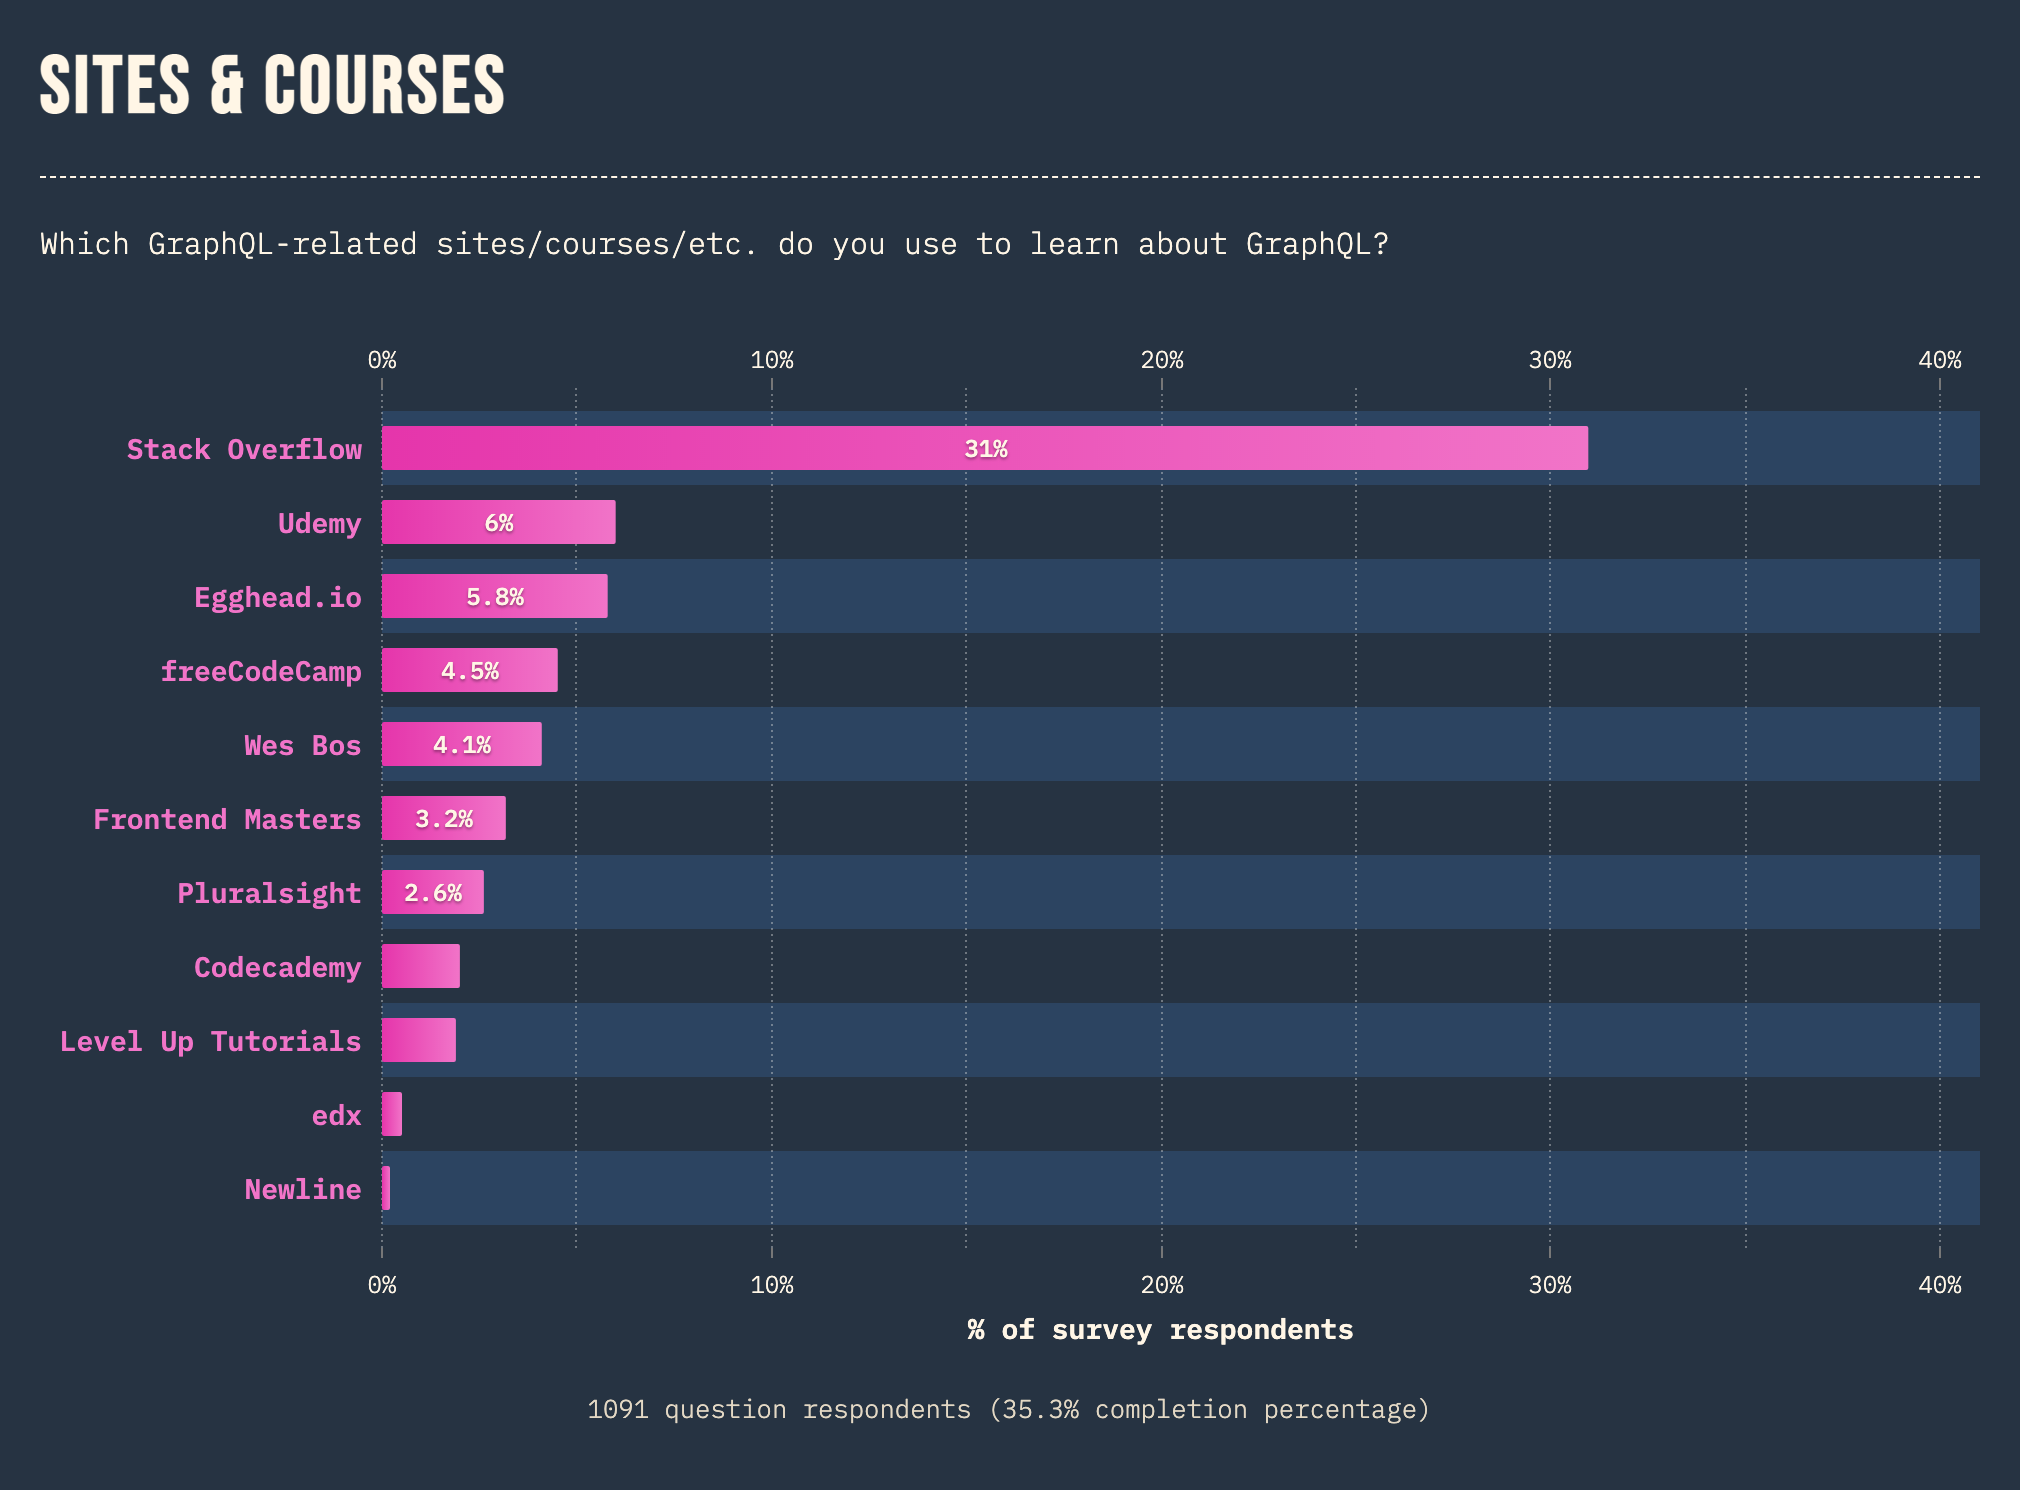 SITES & COURSES
Which GraphQL-related sites/courses/etc. do you use to learn about GraphQL?
0% 10% 20% 30% 40%
Stack Overflow 31%
Udemy 6%
Egghead.io 5.8%
freeCodeCamp 4.5%
Wes Bos 4.1%
Frontend Masters 3.2%
Pluralsight 2.6%
Codecademy
Level Up Tutorials
edx
Newline
0% 10% 20% 30% 40%
% of survey respondents
1091 question respondents (35.3% completion percentage)